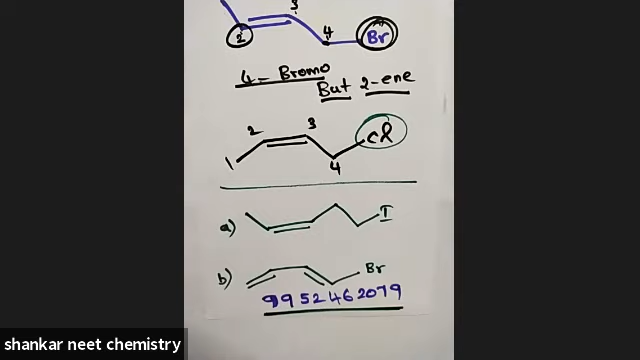 3
2
4
Br
4 - Bromo
But 2-ene
2 3
Cl
1
4
a) I
b) Br
9952462079
shankar neet chemistry